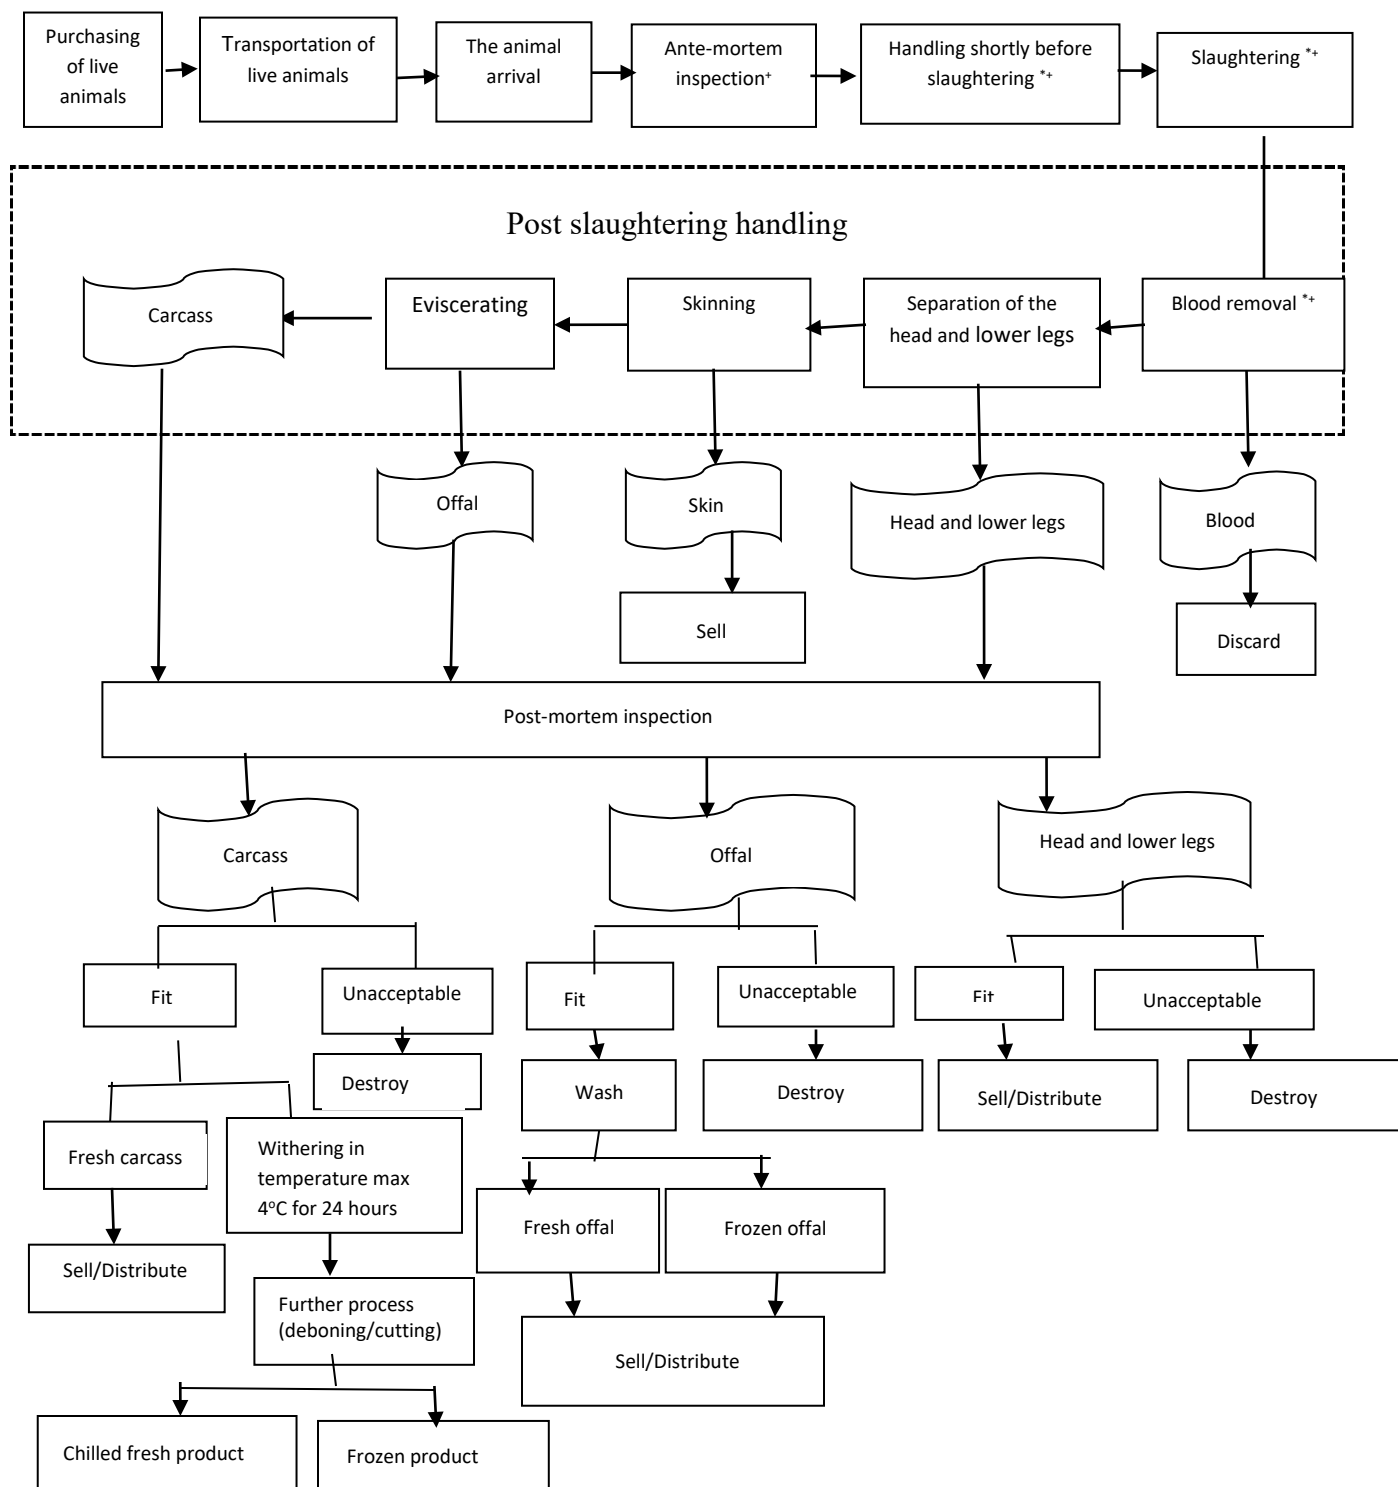 Purchasing
of live
animals
Transportation of
live animals
The animal
arrival
Ante-mortem
inspection⁺
Handling shortly before
slaughtering *⁺
Slaughtering *⁺
Post slaughtering handling
Carcass
Eviscerating
Skinning
Separation of the
head and lower legs
Blood removal *⁺
Offal
Skin
Head and lower legs
Blood
Sell
Discard
Post-mortem inspection
Carcass
Offal
Head and lower legs
Fit
Unacceptable
Fit
Unacceptable
Fit
Unacceptable
Destroy
Wash
Destroy
Sell/Distribute
Destroy
Fresh carcass
Withering in
temperature max
4°C for 24 hours
Fresh offal
Frozen offal
Sell/Distribute
Further process
(deboning/cutting)
Sell/Distribute
Chilled fresh product
Frozen product